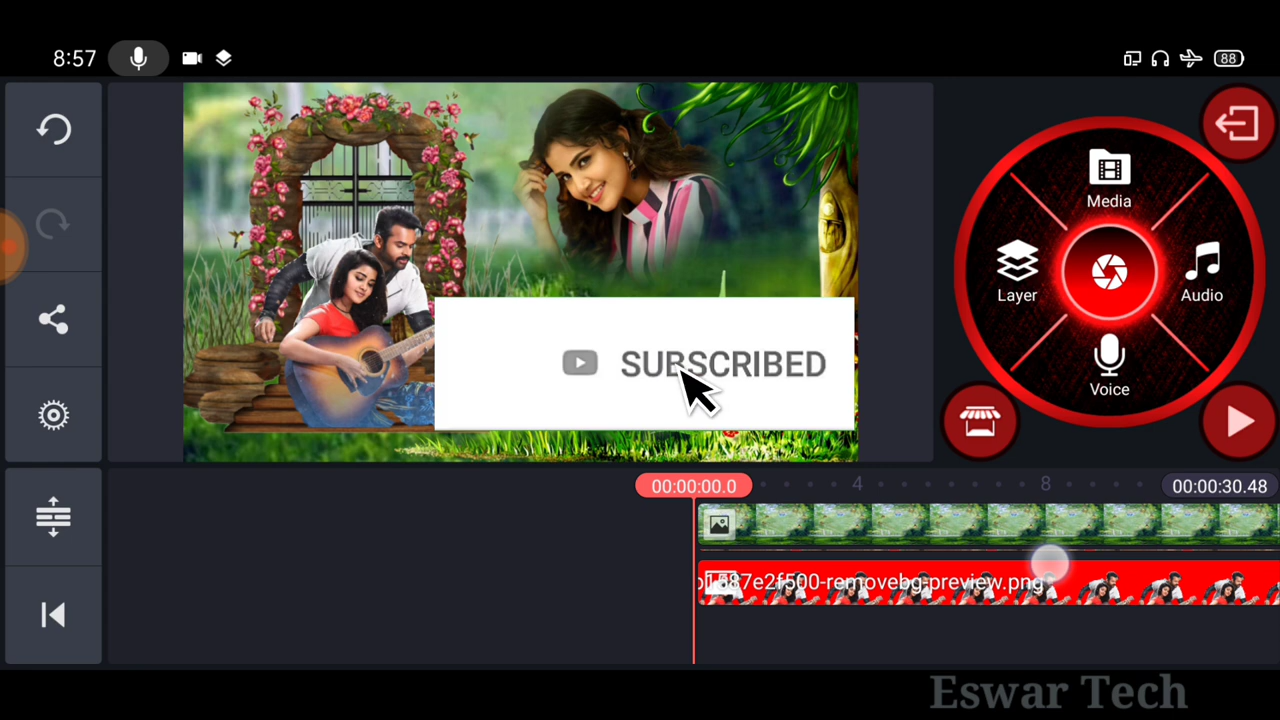 8:57
88
Media
Layer
Audio
Voice
SUBSCRIBED
00:00:00.0
4
8
00:00:30.48
b1587e2f500-removebg-preview.png
Eswar Tech